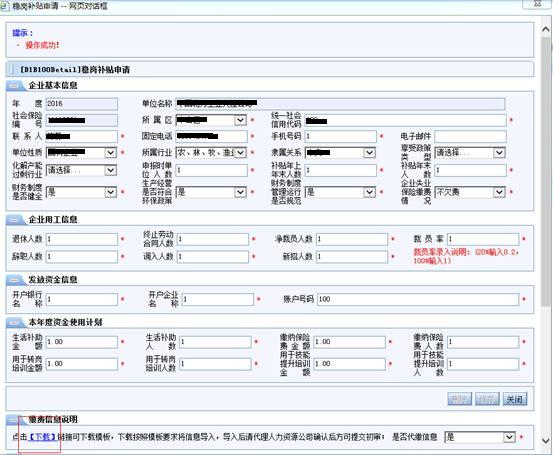 稳岗补贴申请 -- 网页对话框
提示:
· 操作成功!
[D1B100Detail]稳岗补贴申请
企业基本信息
年 度 2016 单位名称
社会保险编 号 所 属 区 统一社会信用代码
联 系 人 * 固定电话 * 手机号码 1 * 电子邮件
单位性质 * 所属行业 农、林、牧、渔业 * 隶属关系 * 享受政策类 型 请选择... *
化解产能过剩行业 请选择... 申报时单位人数 1 * 补贴年上年末人数 1 * 补贴年末人 数 1 *
财务制度是否健全 是 * 生产经营是否符合环保政策 是 * 财务制度管理运行是否规范 是 * 企业失业保险缴费情 况 不欠费 *
企业用工信息
退休人数 1 * 终止劳动合同人数 1 * 净裁员人数 1 * 裁 员 率 1 *
辞职人数 1 * 调入人数 1 * 新招人数 1 * 裁员率录入说明:(20%输入0.2,
100%输入1)
发放资金信息
开户银行名 称 1 * 开户企业名 称 1 * 账户号码 100 *
本年度资金使用计划
生活补助金 额 1.00 * 生活补助人 数 1 * 缴纳保险费 金 额 1.00 * 缴纳保险费 人 数 1 *
用于转岗培训金额 1.00 * 用于转岗培训人数 1 * 用于技能提升培训金 额 1.00 * 用于技能提升培训人 数 1 *
关闭
缴费信息说明
点击【下载】链接可下载模板,下载按照模板要求将信息导入,导入后请代理人力资源公司确认后方可提交初审; 是否代缴信息 是 *